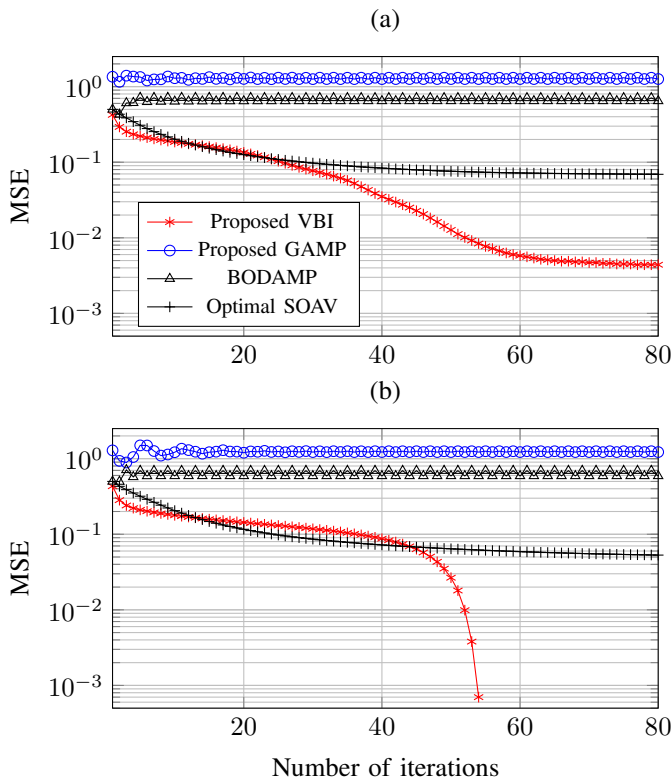 (a)
10^0
10^{-1}
10^{-2}
10^{-3}
MSE
Proposed VBI
Proposed GAMP
BODAMP
Optimal SOAV
20 40 60 80
(b)
10^0
10^{-1}
10^{-2}
10^{-3}
MSE
20 40 60 80
Number of iterations